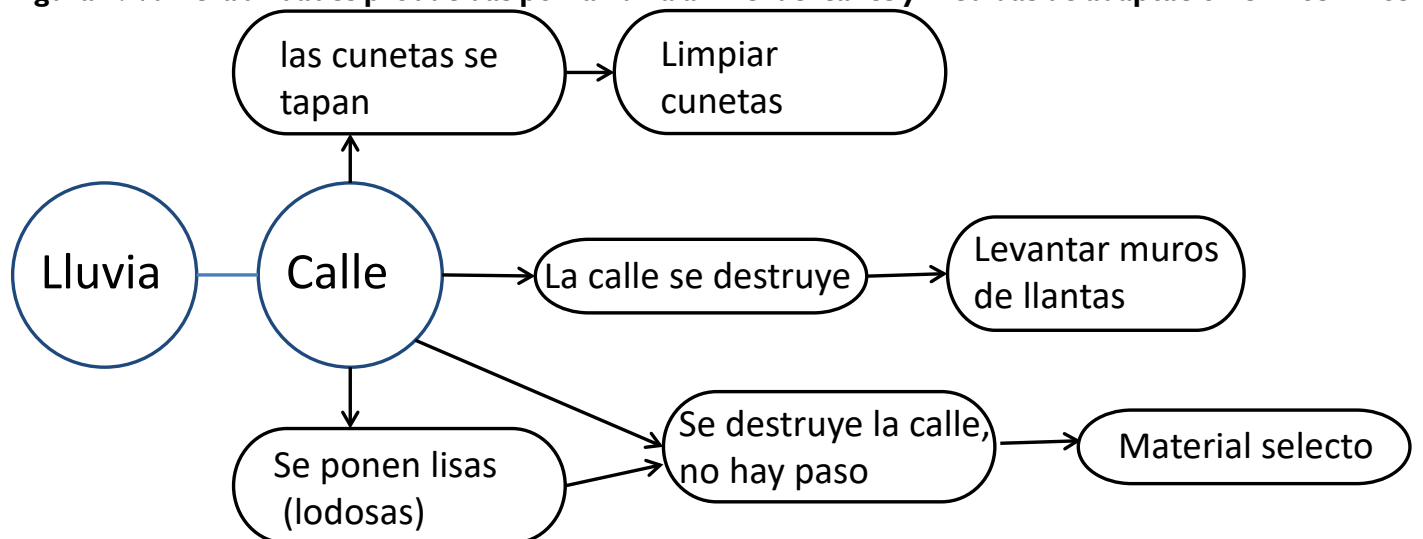 las cunetas se
tapan
Limpiar
cunetas
Lluvia
Calle
La calle se destruye
Levantar muros
de llantas
Se ponen lisas
(lodosas)
Se destruye la calle,
no hay paso
Material selecto